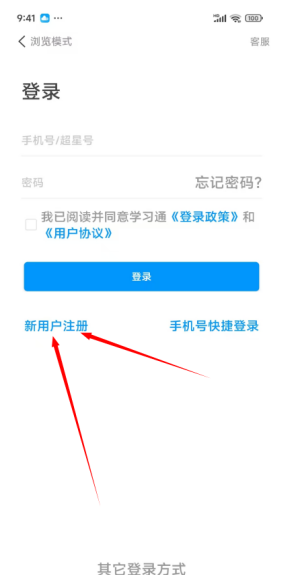 9:41 ... 100
浏览模式 客服
登录
手机号/超星号
密码 忘记密码?
我已阅读并同意学习通《登录政策》和
《用户协议》
登录
新用户注册 手机号快捷登录
其它登录方式